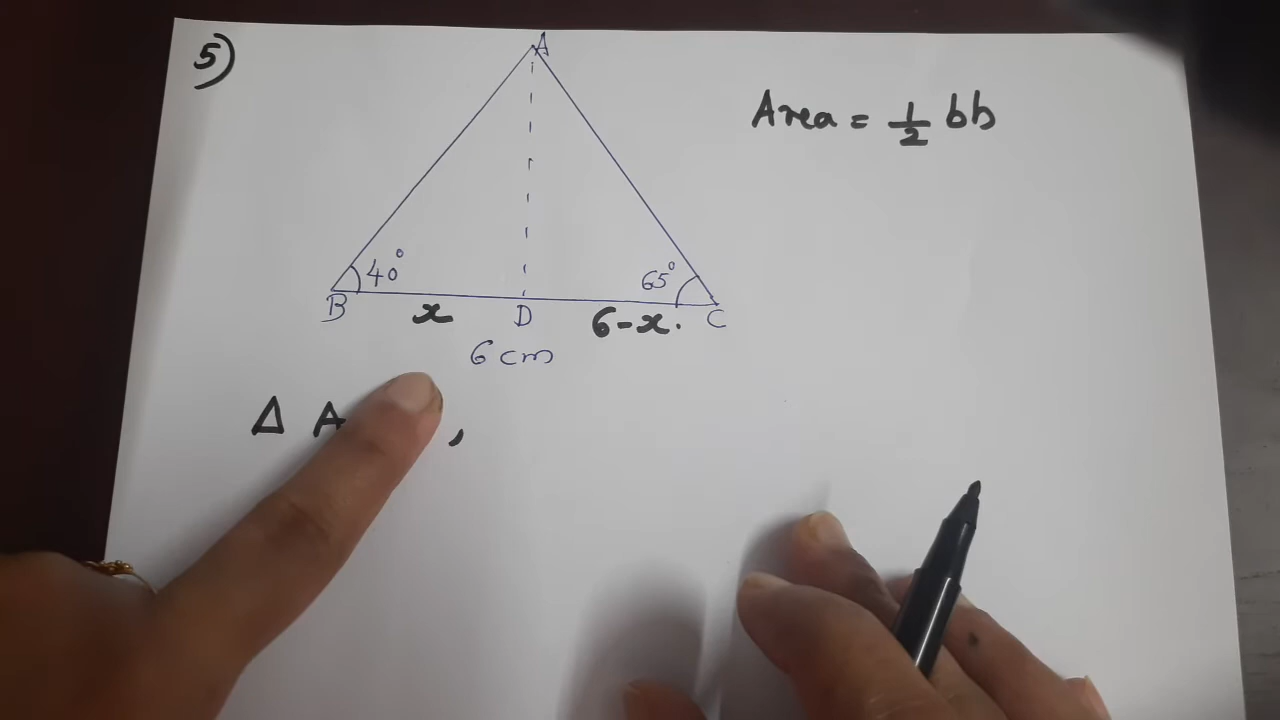 5)
A
Area = 1/2 bh
40°
65°
B
D
C
x
6-x.
6 cm
Δ A ,